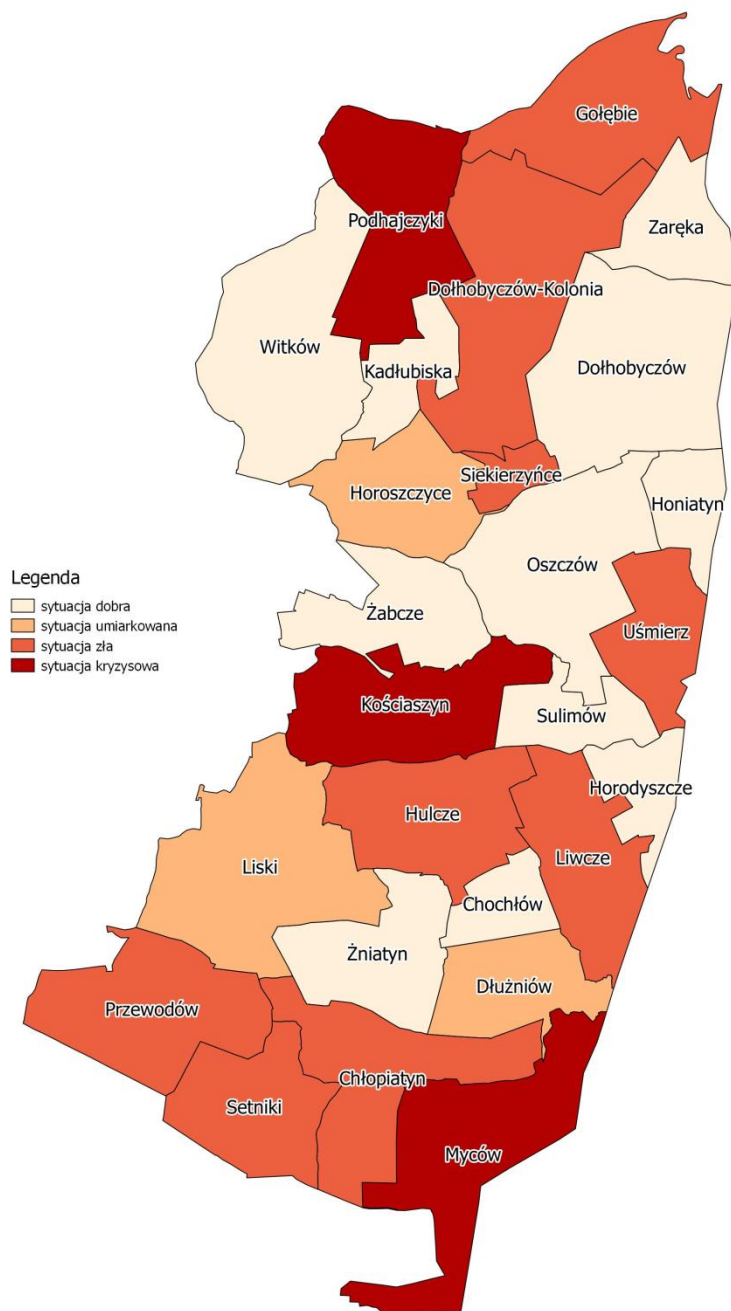 Gołębie
Podhajczyki
Zaręka
Dołhobyczów-Kolonia
Witków
Kadłubiska
Dołhobyczów
Siekierzyńce
Horoszczyce
Honiatyn
Oszczów
Legenda
sytuacja dobra
sytuacja umiarkowana
sytuacja zła
sytuacja kryzysowa
Żabcze
Uśmierz
Kościaszyn
Sulimów
Horodyszcze
Hulcze
Liski
Liwcze
Chochłów
Żniatyn
Dłużniów
Przewodów
Chłopiatyn
Setniki
Myców